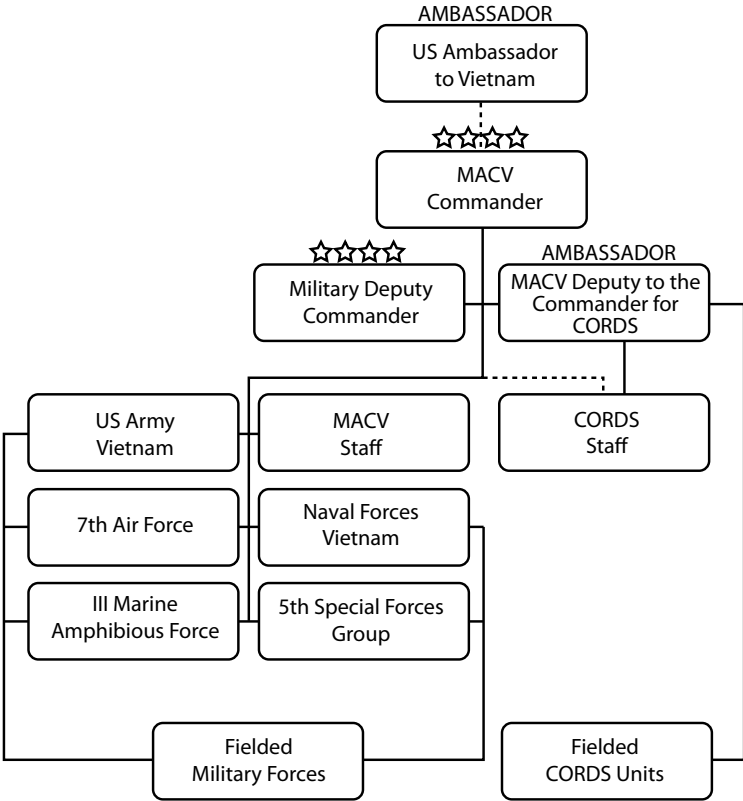 AMBASSADOR
US Ambassador
to Vietnam
MACV
Commander
Military Deputy
Commander
AMBASSADOR
MACV Deputy to the
Commander for
CORDS
US Army
Vietnam
MACV
Staff
CORDS
Staff
7th Air Force
Naval Forces
Vietnam
III Marine
Amphibious Force
5th Special Forces
Group
Fielded
Military Forces
Fielded
CORDS Units